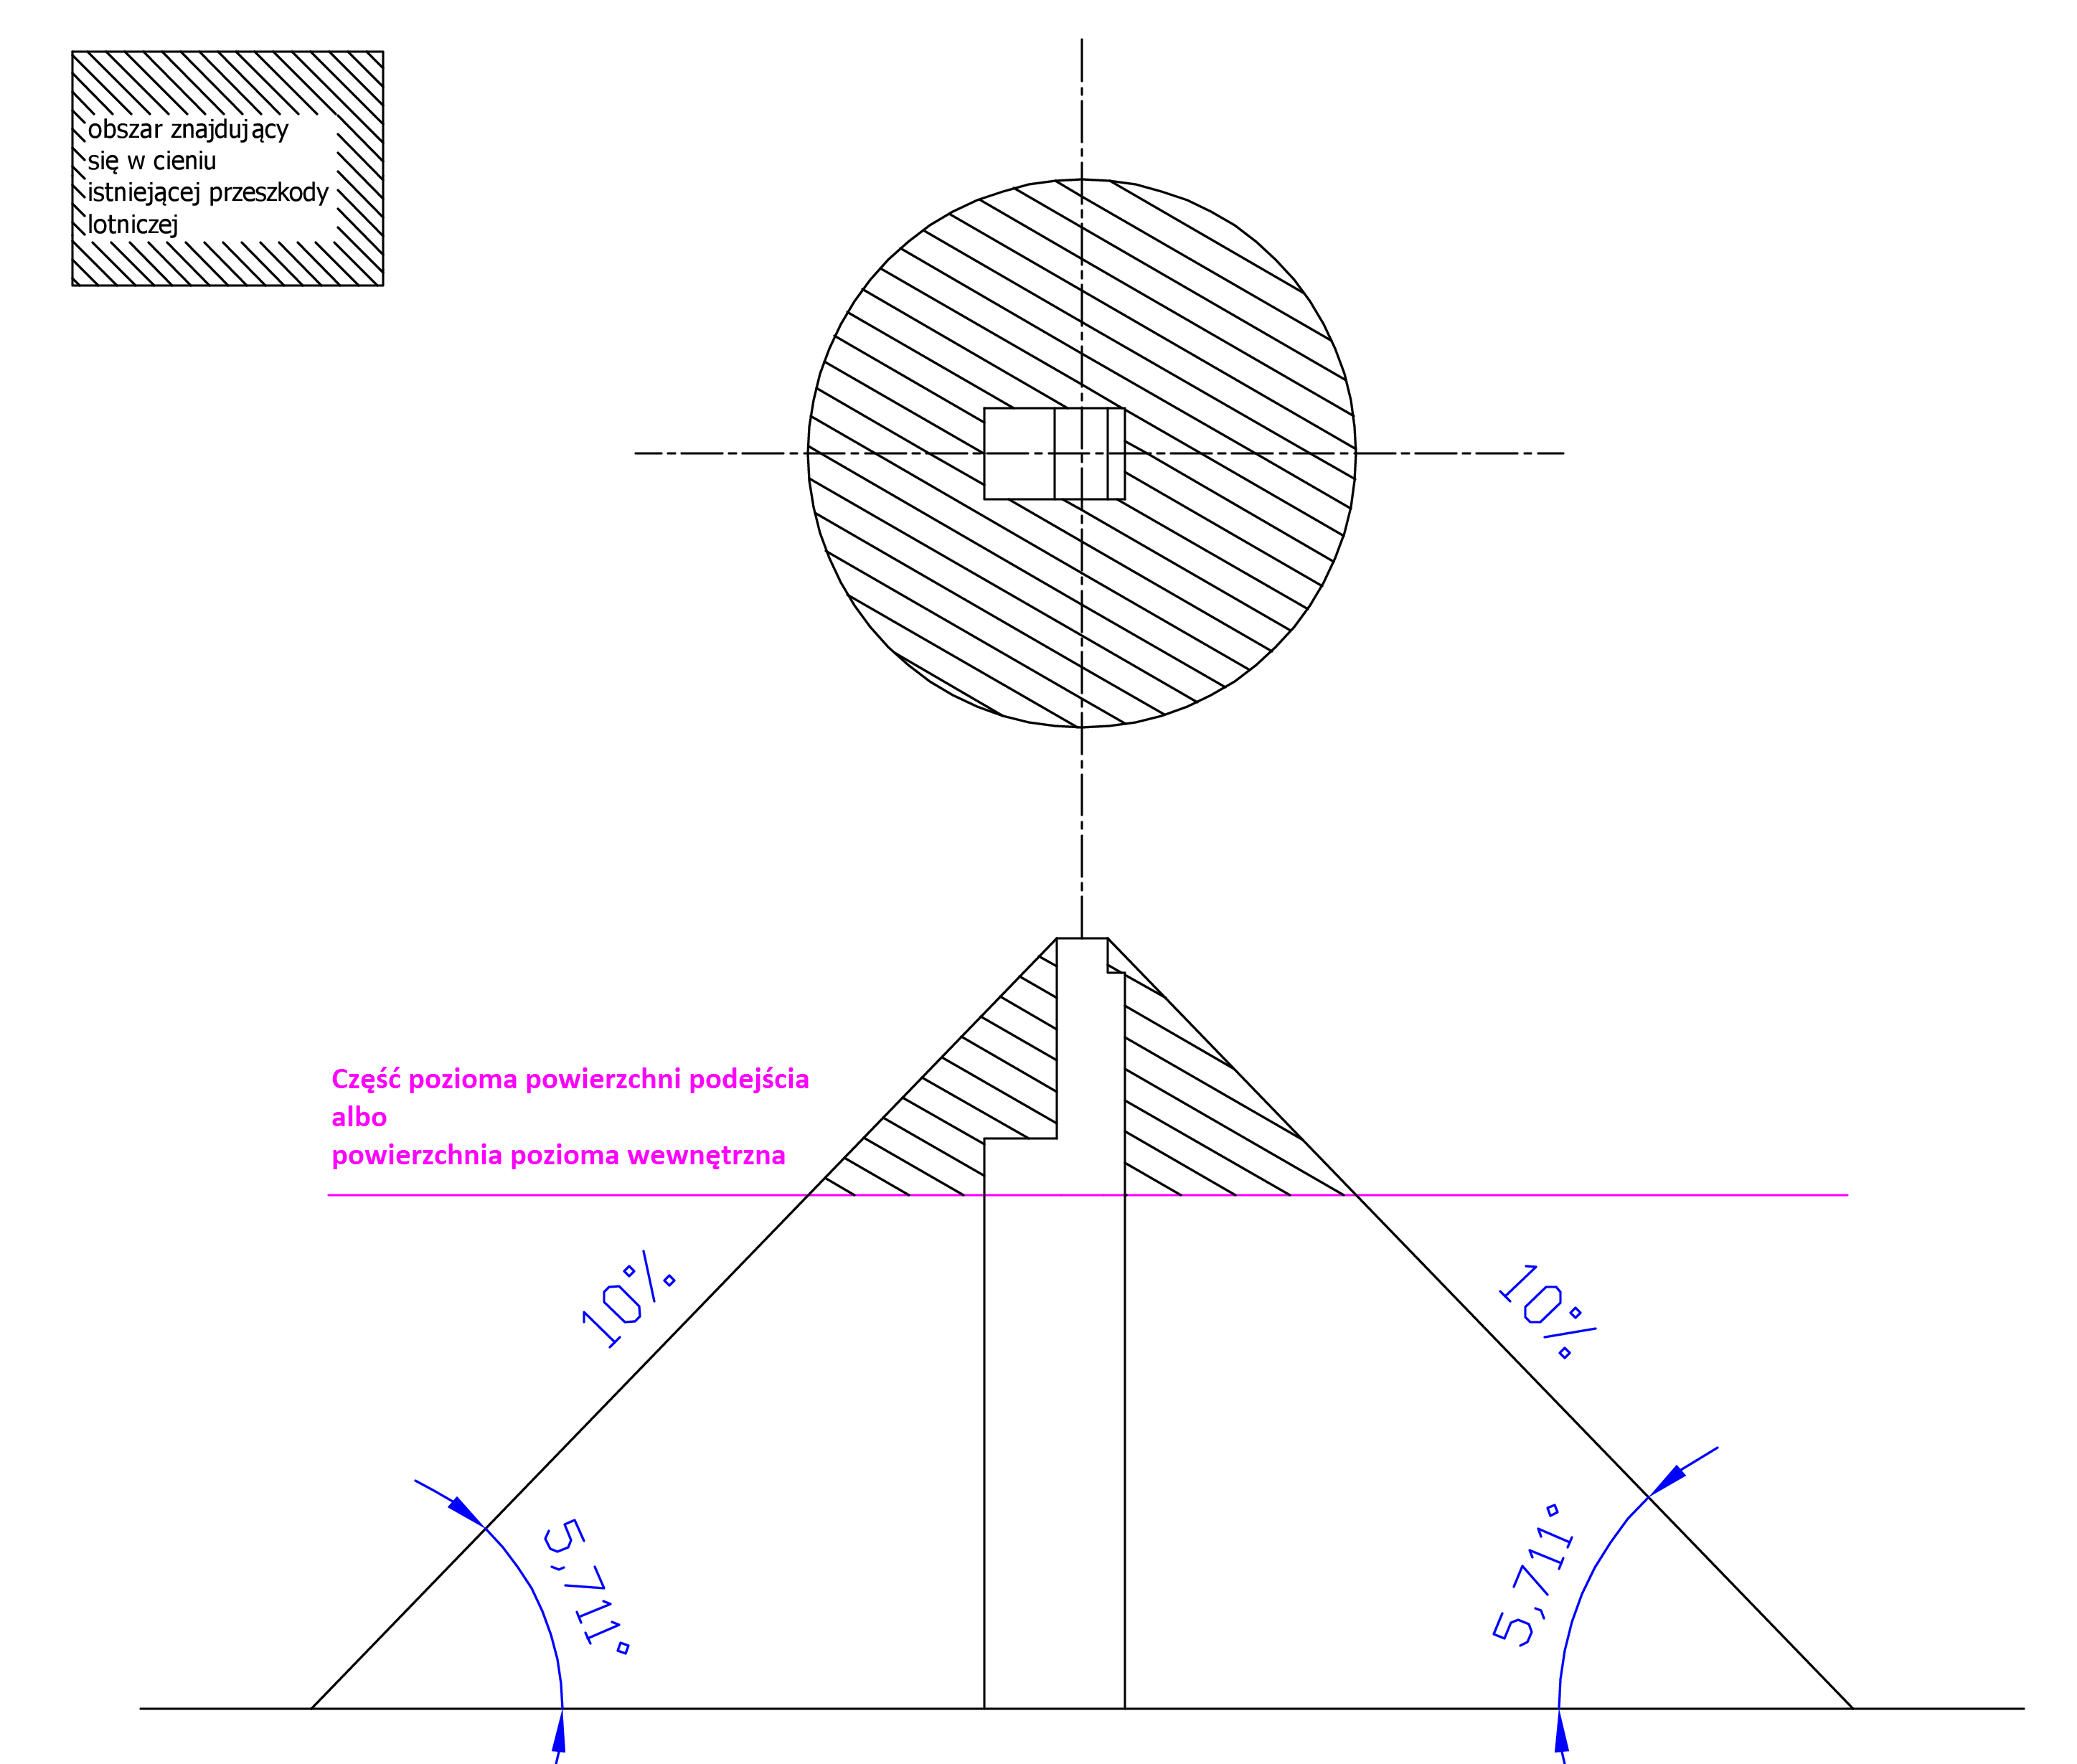 obszar znajdujący
się w cieniu
istniejącej przeszkody
lotniczej
Część pozioma powierzchni podejścia
albo
powierzchnia pozioma wewnętrzna
10%
10%
5,711°
5,711°